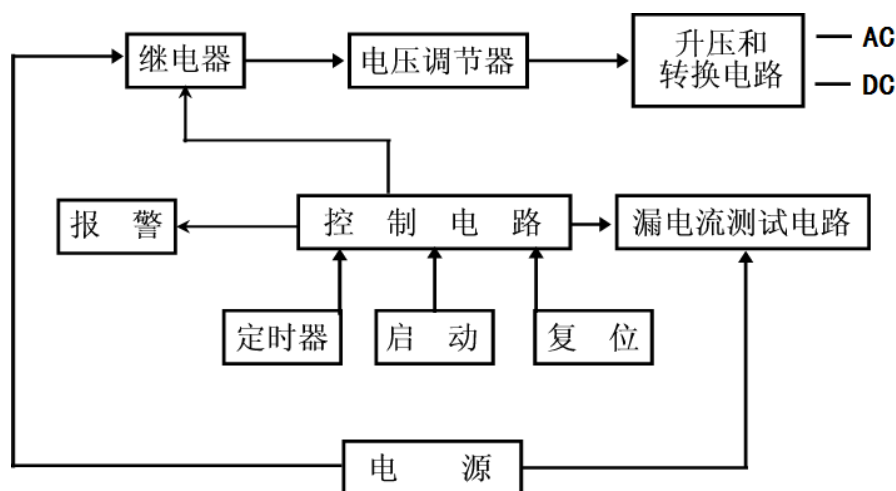 继电器
电压调节器
升压和
转换电路
AC
DC
报 警
控 制 电 路
漏电流测试电路
定时器
启 动
复 位
电 源